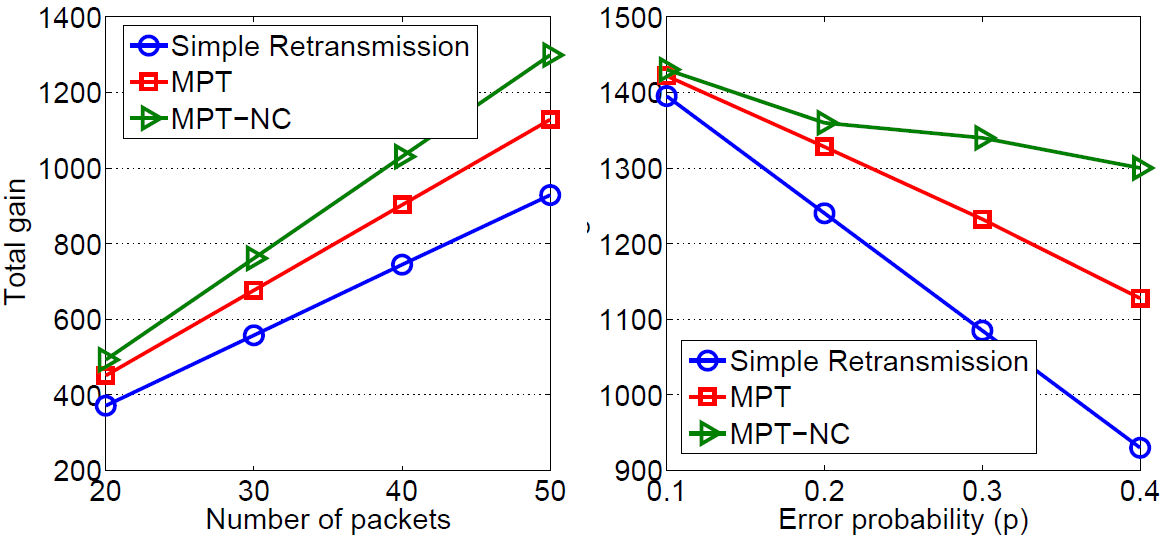 1400
1200
1000
800
600
400
200
20
30
40
50
Total gain
Number of packets
Simple Retransmission
MPT
MPT−NC
1500
1400
1300
1200
1100
1000
900
0.1
0.2
0.3
0.4
Error probability (p)
Simple Retransmission
MPT
MPT−NC